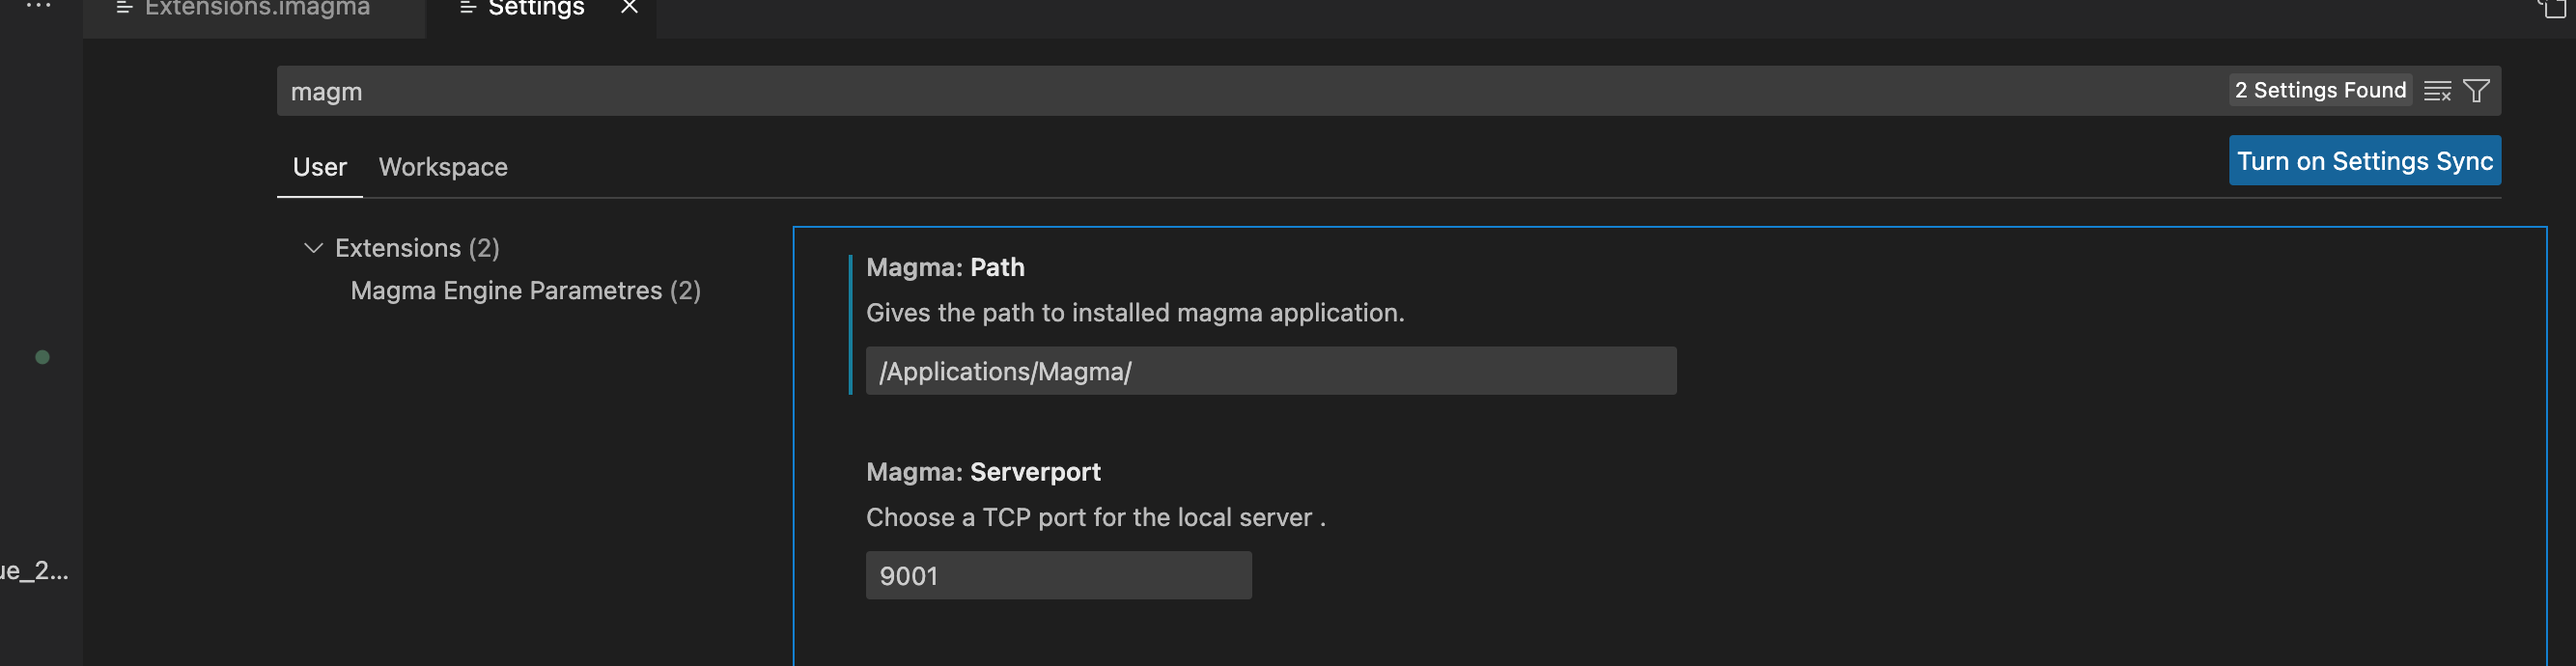 Extensions.imagma
Settings
magm
2 Settings Found
User
Workspace
Turn on Settings Sync
Extensions (2)
Magma Engine Parametres (2)
Magma: Path
Gives the path to installed magma application.
/Applications/Magma/
Magma: Serverport
Choose a TCP port for the local server .
9001
ue_2...